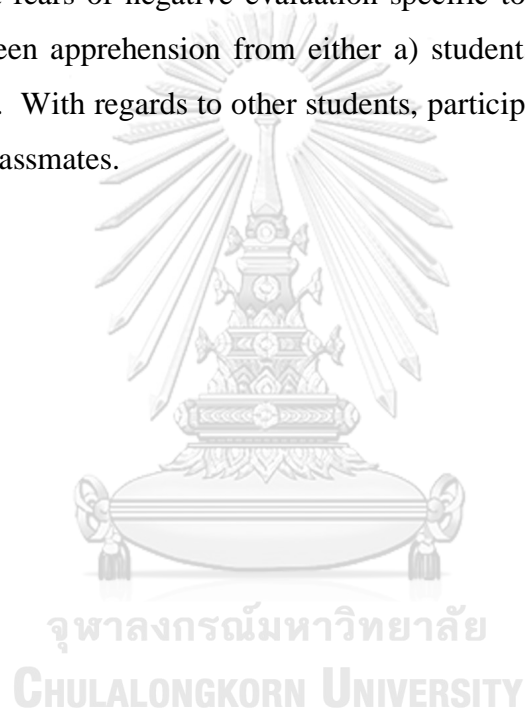 fears of negative evaluation specific to
een apprehension from either a) student
. With regards to other students, particip
assmates.
จุฬาลงกรณ์มหาวิทยาลัย
CHULALONGKORN UNIVERSITY